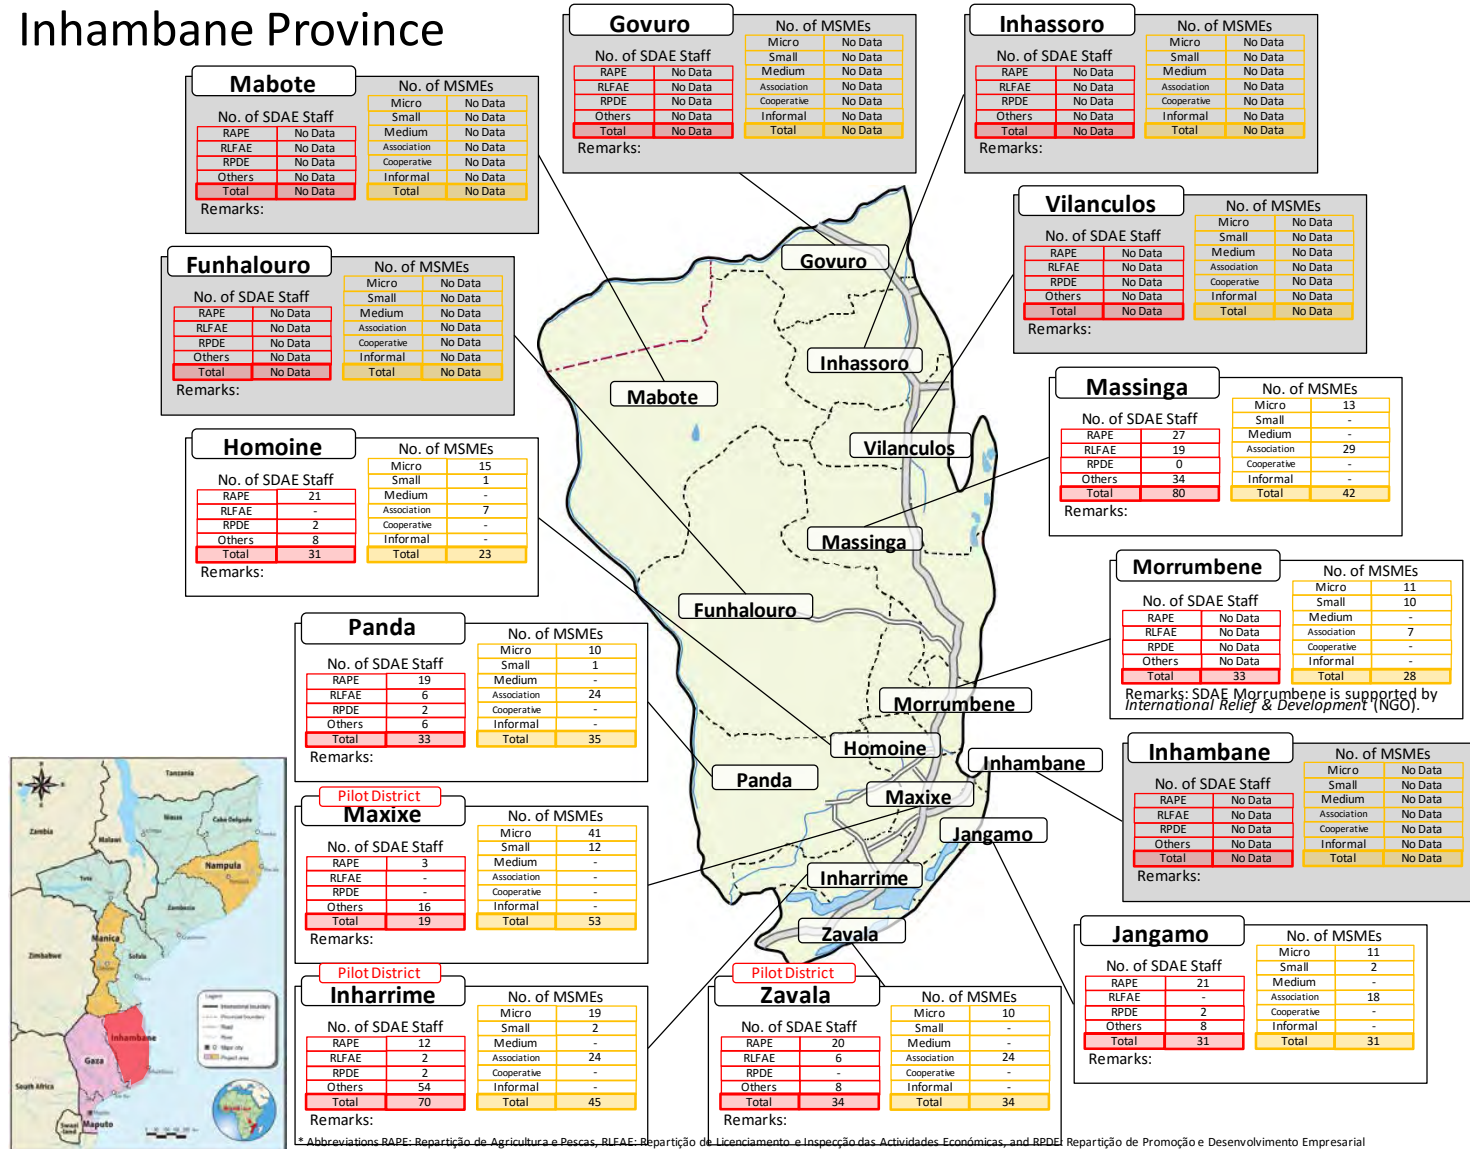 Inhambane Province
Govuro
No. of SDAE Staff
RAPE No Data
RLFAE No Data
RPDE No Data
Others No Data
Total No Data
No. of MSMEs
Micro No Data
Small No Data
Medium No Data
Association No Data
Cooperative No Data
Informal No Data
Total No Data
Remarks:
Inhassoro
No. of SDAE Staff
RAPE No Data
RLFAE No Data
RPDE No Data
Others No Data
Total No Data
No. of MSMEs
Micro No Data
Small No Data
Medium No Data
Association No Data
Cooperative No Data
Informal No Data
Total No Data
Remarks:
Mabote
No. of SDAE Staff
RAPE No Data
RLFAE No Data
RPDE No Data
Others No Data
Total No Data
No. of MSMEs
Micro No Data
Small No Data
Medium No Data
Association No Data
Cooperative No Data
Informal No Data
Total No Data
Remarks:
Vilanculos
No. of SDAE Staff
RAPE No Data
RLFAE No Data
RPDE No Data
Others No Data
Total No Data
No. of MSMEs
Micro No Data
Small No Data
Medium No Data
Association No Data
Cooperative No Data
Informal No Data
Total No Data
Remarks:
Funhalouro
No. of SDAE Staff
RAPE No Data
RLFAE No Data
RPDE No Data
Others No Data
Total No Data
No. of MSMEs
Micro No Data
Small No Data
Medium No Data
Association No Data
Cooperative No Data
Informal No Data
Total No Data
Remarks:
Massinga
No. of SDAE Staff
RAPE 27
RLFAE 19
RPDE 0
Others 34
Total 80
No. of MSMEs
Micro 13
Small -
Medium -
Association 29
Cooperative -
Informal -
Total 42
Remarks:
Homoine
No. of SDAE Staff
RAPE 21
RLFAE -
RPDE 2
Others 8
Total 31
No. of MSMEs
Micro 15
Small 1
Medium -
Association 7
Cooperative -
Informal -
Total 23
Remarks:
Morrumbene
No. of SDAE Staff
RAPE No Data
RLFAE No Data
RPDE No Data
Others No Data
Total 33
No. of MSMEs
Micro 11
Small 10
Medium -
Association 7
Cooperative -
Informal -
Total 28
Remarks: SDAE Morrumbene is supported by
International Relief & Development (NGO).
Panda
No. of SDAE Staff
RAPE 19
RLFAE 6
RPDE 2
Others 6
Total 33
No. of MSMEs
Micro 10
Small 1
Medium -
Association 24
Cooperative -
Informal -
Total 35
Remarks:
Inhambane
No. of SDAE Staff
RAPE No Data
RLFAE No Data
RPDE No Data
Others No Data
Total No Data
No. of MSMEs
Micro No Data
Small No Data
Medium No Data
Association No Data
Cooperative No Data
Informal No Data
Total No Data
Remarks:
Pilot District
Maxixe
No. of SDAE Staff
RAPE 3
RLFAE -
RPDE -
Others 16
Total 19
No. of MSMEs
Micro 41
Small 12
Medium -
Association -
Cooperative -
Informal -
Total 53
Remarks:
Jangamo
No. of SDAE Staff
RAPE 21
RLFAE -
RPDE 2
Others 8
Total 31
No. of MSMEs
Micro 11
Small 2
Medium -
Association 18
Cooperative -
Informal -
Total 31
Remarks:
Pilot District
Inharrime
No. of SDAE Staff
RAPE 12
RLFAE 2
RPDE 2
Others 54
Total 70
No. of MSMEs
Micro 19
Small 2
Medium -
Association 24
Cooperative -
Informal -
Total 45
Remarks:
Pilot District
Zavala
No. of SDAE Staff
RAPE 20
RLFAE 6
RPDE -
Others 8
Total 34
No. of MSMEs
Micro 10
Small -
Medium -
Association 24
Cooperative -
Informal -
Total 34
Remarks:
Govuro
Inhassoro
Mabote
Vilanculos
Massinga
Funhalouro
Morrumbene
Homoine
Inhambane
Panda
Maxixe
Jangamo
Inharrime
Zavala
Tanzania
Zambia
Malawi
Niassa
Cabo Delgado
Nampula
Tete
Zambezia
Manica
Sofala
Zimbabwe
Inhambane
Gaza
South Africa
Maputo
Swaziland
Legend
International boundary
Provincial boundary
Road
River
Major city
Project area
* Abbreviations RAPE: Repartição de Agricultura e Pescas, RLFAE: Repartição de Licenciamento e Inspecção das Actividades Económicas, and RPDE: Repartição de Promoção e Desenvolvimento Empresarial